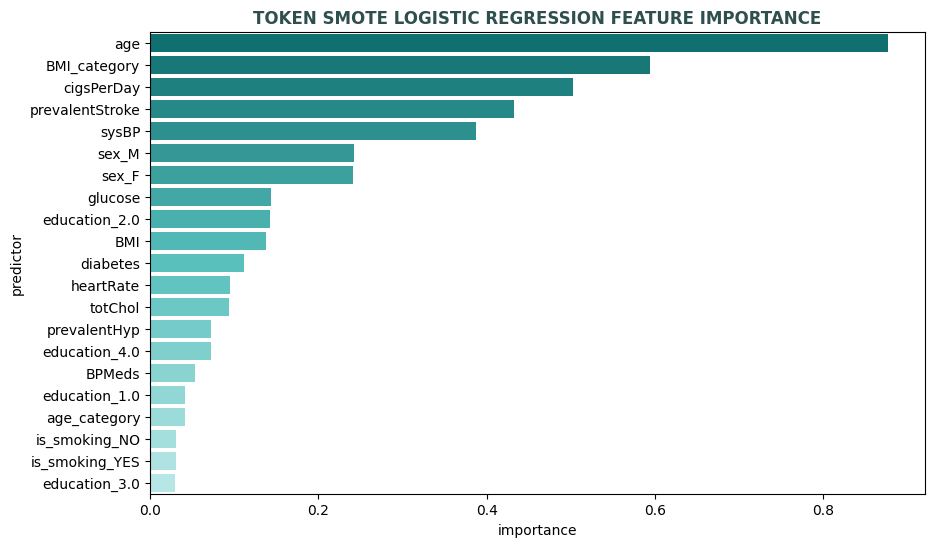 TOKEN SMOTE LOGISTIC REGRESSION FEATURE IMPORTANCE
age
BMI_category
cigsPerDay
prevalentStroke
sysBP
sex_M
sex_F
glucose
education_2.0
BMI
diabetes
heartRate
totChol
prevalentHyp
education_4.0
BPMeds
education_1.0
age_category
is_smoking_NO
is_smoking_YES
education_3.0
predictor
0.0 0.2 0.4 0.6 0.8
importance